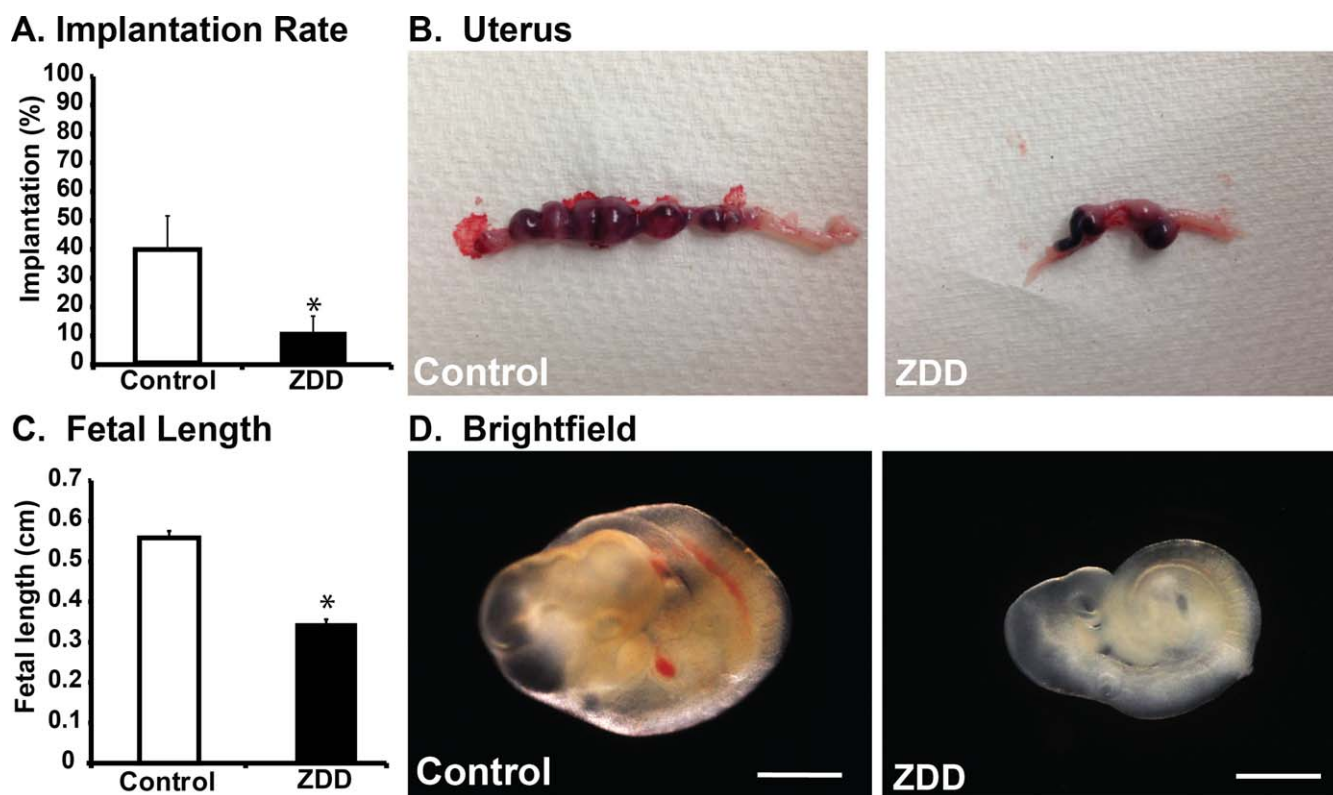 A. Implantation Rate
Implantation (%)
100
90
80
70
60
50
40
30
20
10
0
*
Control
ZDD
B. Uterus
Control
ZDD
C. Fetal Length
Fetal length (cm)
0.7
0.6
0.5
0.4
0.3
0.2
0.1
0
*
Control
ZDD
D. Brightfield
Control
ZDD